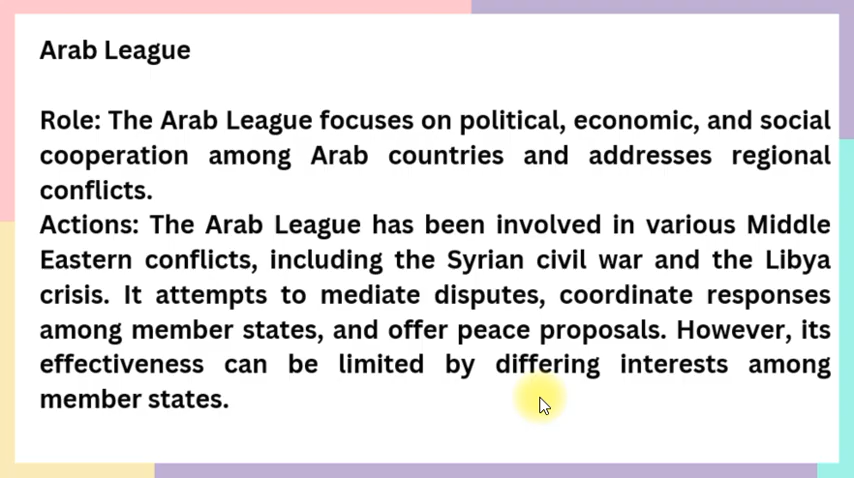 Arab League
Role: The Arab League focuses on political, economic, and social
cooperation among Arab countries and addresses regional
conflicts.
Actions: The Arab League has been involved in various Middle
Eastern conflicts, including the Syrian civil war and the Libya
crisis. It attempts to mediate disputes, coordinate responses
among member states, and offer peace proposals. However, its
effectiveness can be limited by differing interests among
member states.